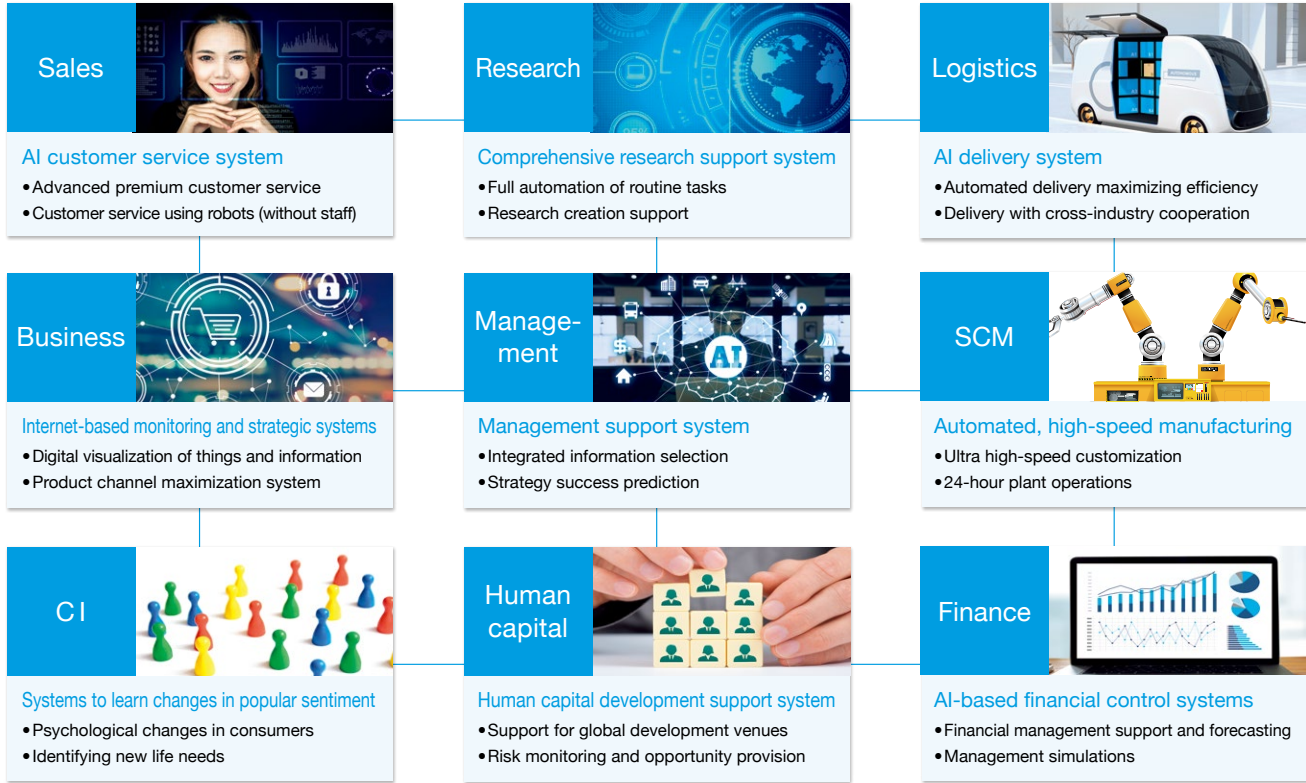 Sales
AI customer service system
•Advanced premium customer service
•Customer service using robots (without staff)
Research
Comprehensive research support system
•Full automation of routine tasks
•Research creation support
Logistics
AI delivery system
•Automated delivery maximizing efficiency
•Delivery with cross-industry cooperation
Business
Internet-based monitoring and strategic systems
•Digital visualization of things and information
•Product channel maximization system
Manage-
ment
AI
$
Management support system
•Integrated information selection
•Strategy success prediction
SCM
Automated, high-speed manufacturing
•Ultra high-speed customization
•24-hour plant operations
CI
Systems to learn changes in popular sentiment
•Psychological changes in consumers
•Identifying new life needs
Human
capital
Human capital development support system
•Support for global development venues
•Risk monitoring and opportunity provision
Finance
AI-based financial control systems
•Financial management support and forecasting
•Management simulations